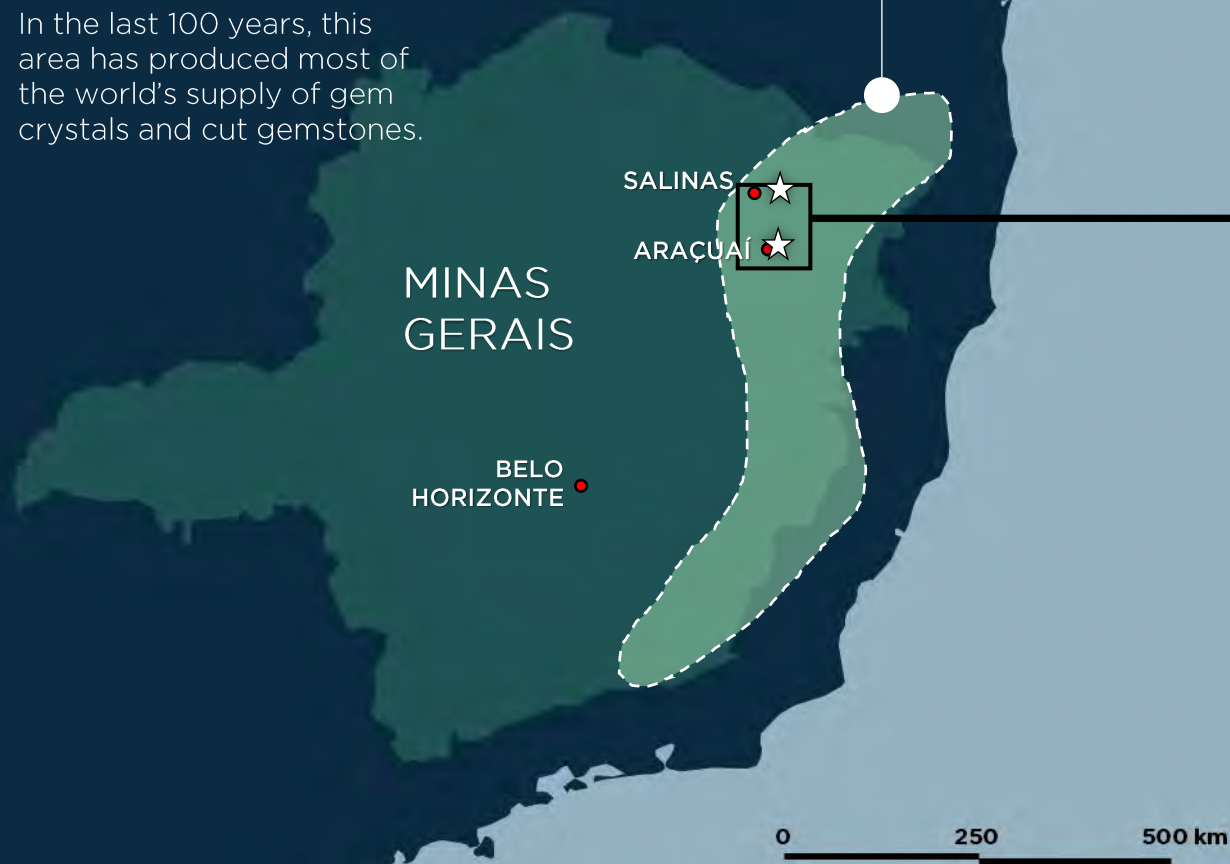 In the last 100 years, this
area has produced most of
the world’s supply of gem
crystals and cut gemstones.
SALINAS
ARAÇUAÍ
MINAS
GERAIS
BELO
HORIZONTE
0 250 500 km